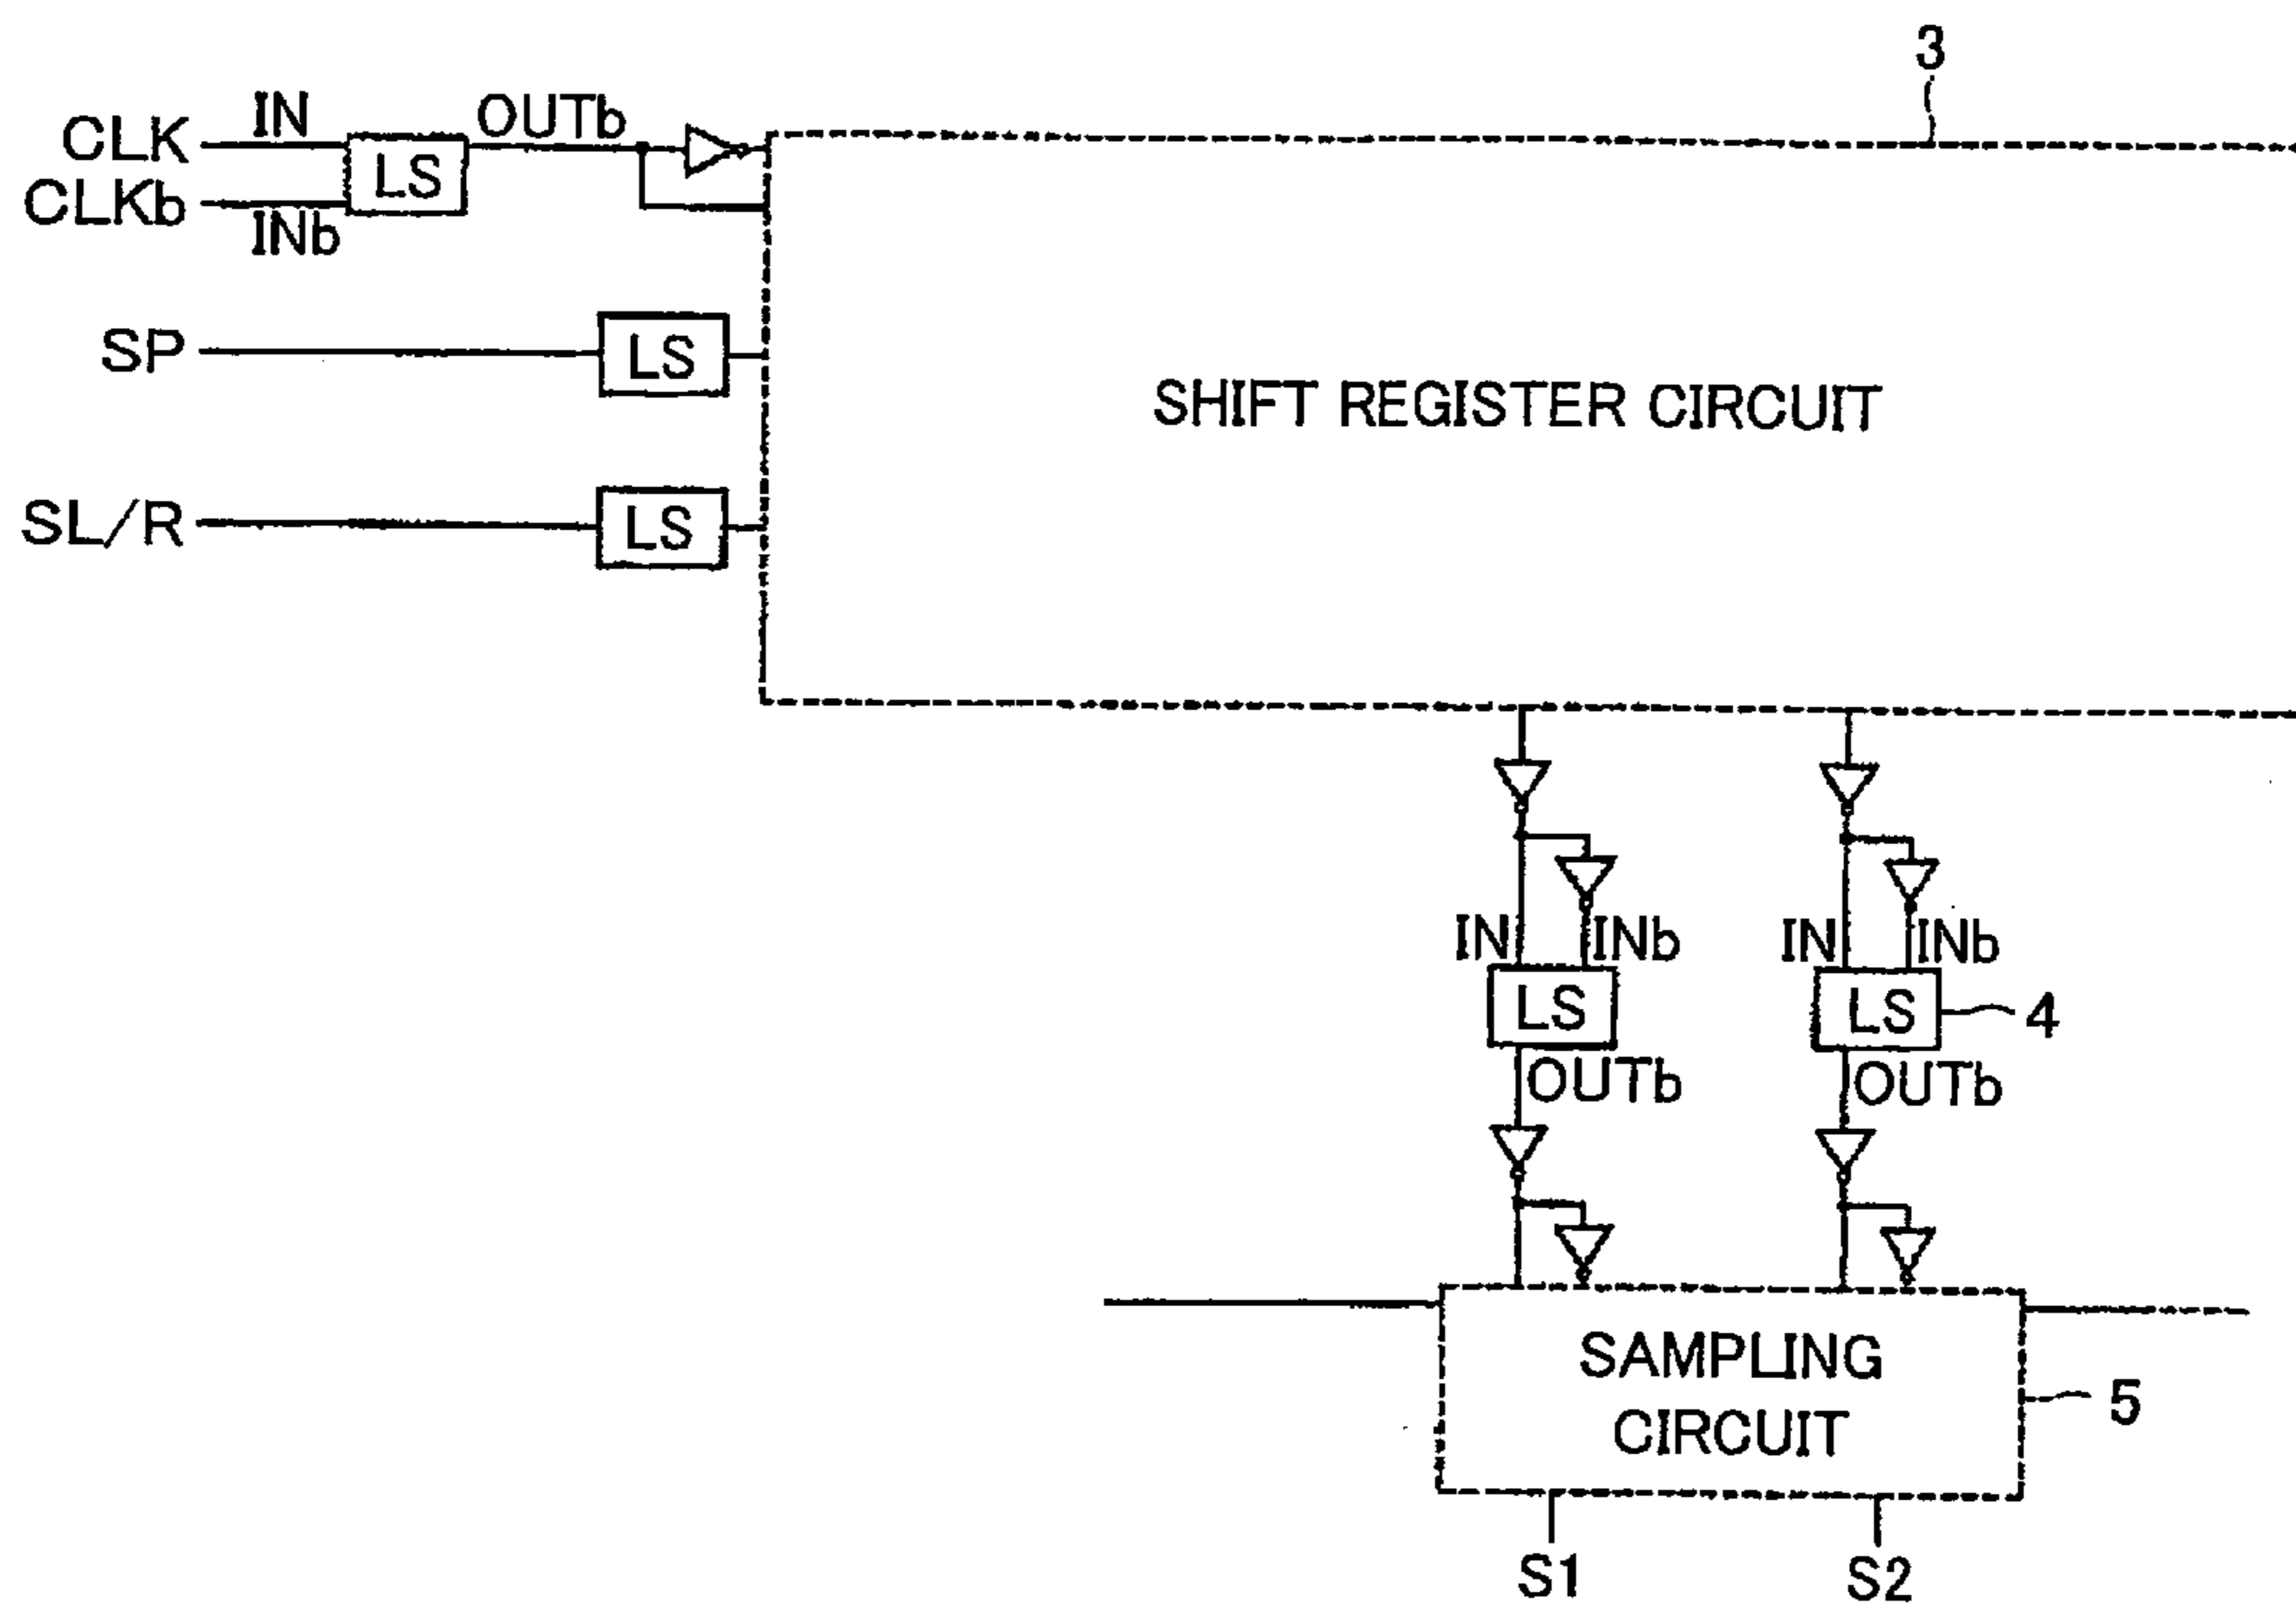 3
CLK
IN
OUTb
LS
CLKb
INb
SP
LS
SHIFT REGISTER CIRCUIT
SL/R
LS
IN
INb
IN
INb
LS
LS
4
OUTb
OUTb
SAMPLING
CIRCUIT
5
S1
S2